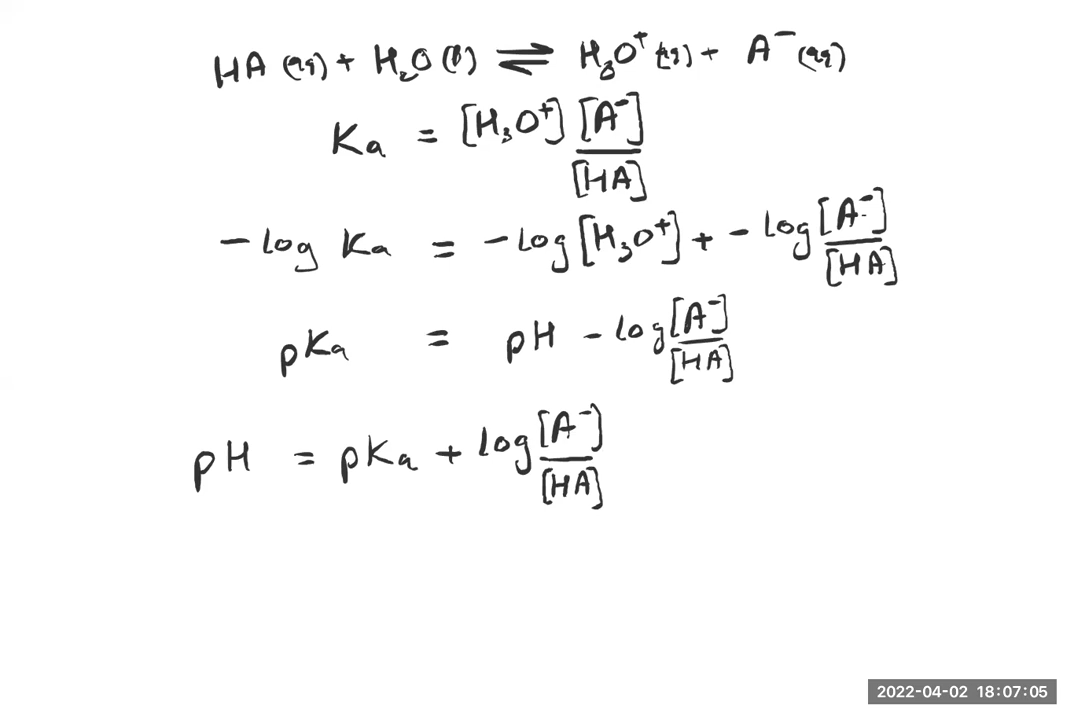 HA (aq) + H₂O (l) ⇌ H₃O⁺ (aq) + A⁻ (aq)
Ka = [H₃O⁺] [A⁻]/[HA]
- log Ka = - log [H₃O⁺] + - log [A⁻]/[HA]
pKa = pH - log [A⁻]/[HA]
pH = pKa + log [A⁻]/[HA]
2022-04-02 18:07:05